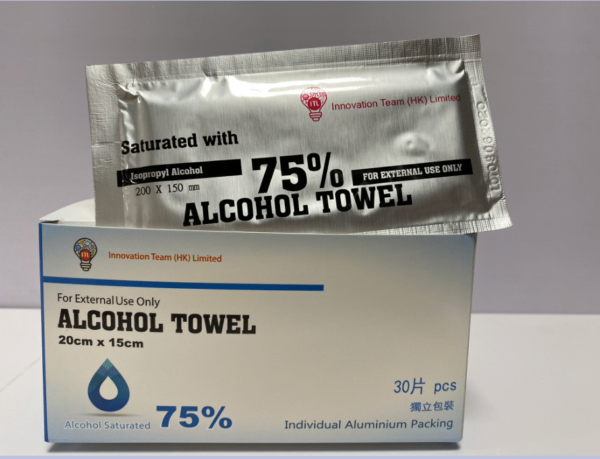 ITL
Innovation Team (HK) Limited
Saturated with
Isopropyl Alcohol
200 X 150 mm
75%
FOR EXTERNAL USE ONLY
ALCOHOL TOWEL
ITL
Innovation Team (HK) Limited
For External Use Only
ALCOHOL TOWEL
20cm x 15cm
Alcohol Saturated 75%
30片 pcs
獨立包裝
Individual Aluminium Packing